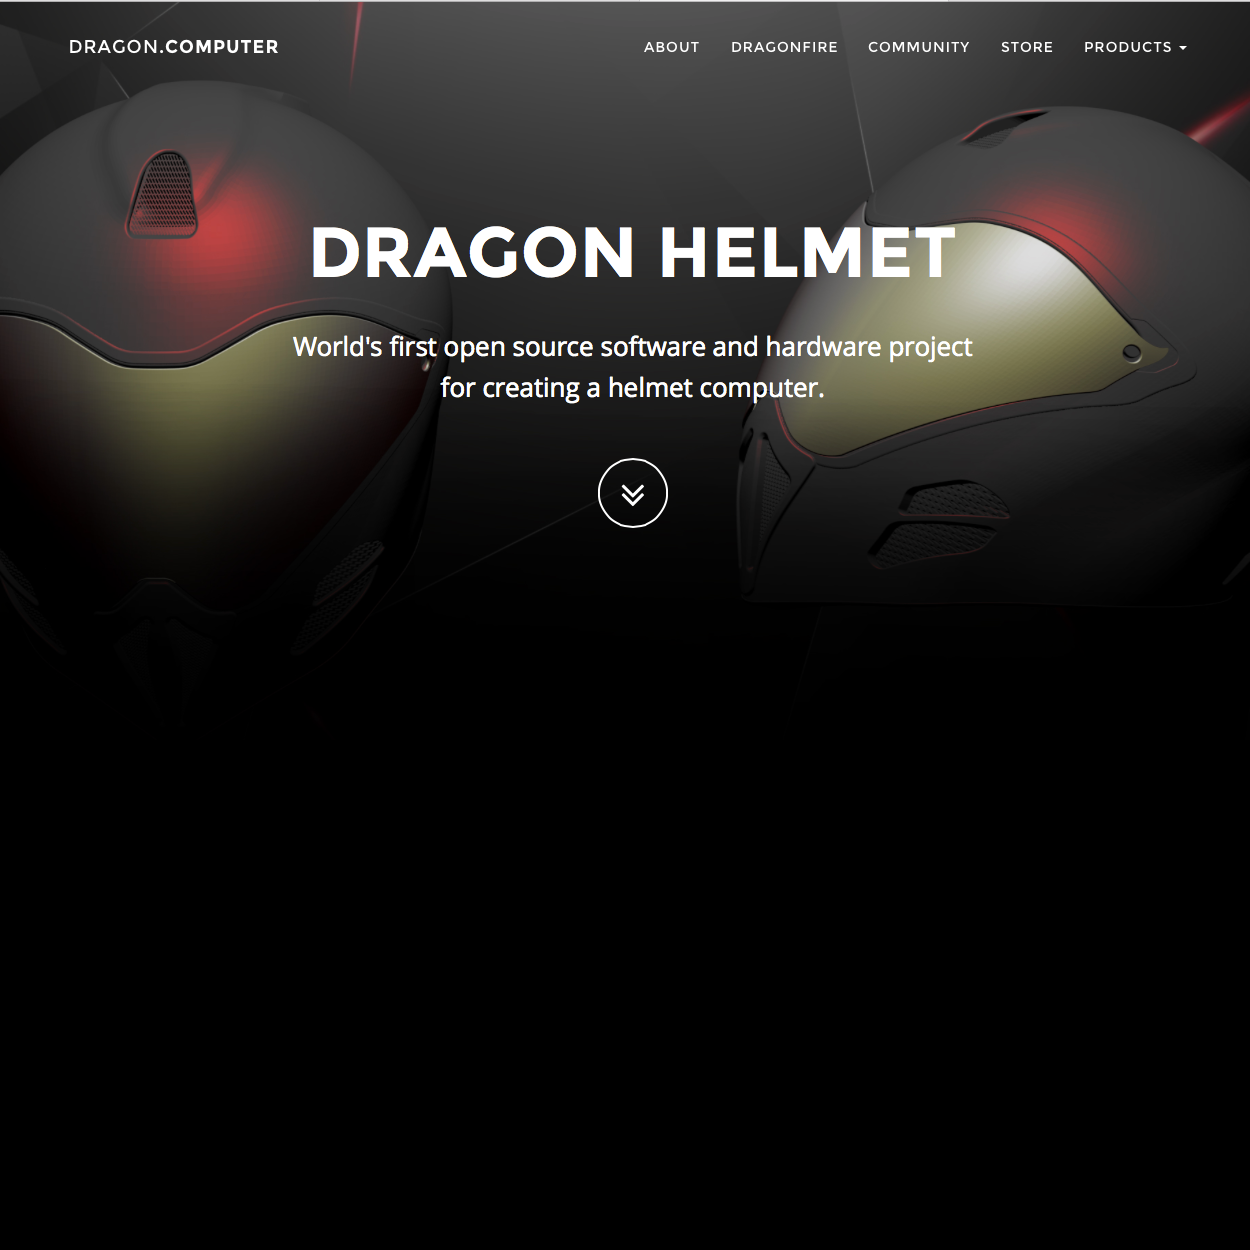 DRAGON.COMPUTER
ABOUT DRAGONFIRE COMMUNITY STORE PRODUCTS
DRAGON HELMET
World's first open source software and hardware project
for creating a helmet computer.